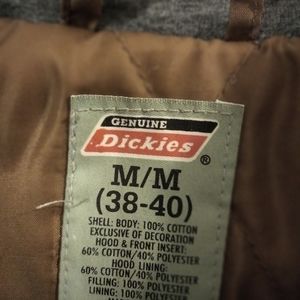 GENUINE
Dickies
®
M/M
(38-40)
SHELL: BODY: 100% COTTON
EXCLUSIVE OF DECORATION
HOOD & FRONT INSERT:
60% COTTON/40% POLYESTER
HOOD LINING:
60% COTTON/40% POLYESTER
FILLING: 100% POLYESTER
LINING: 100% POLYESTER